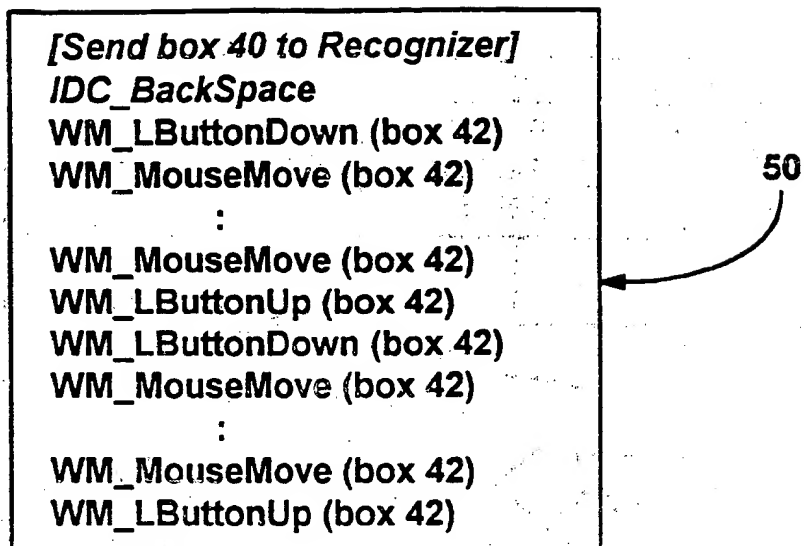 [Send box 40 to Recognizer]
IDC_BackSpace
WM_LButtonDown (box 42)
WM_MouseMove (box 42)
:
WM_MouseMove (box 42)
WM_LButtonUp (box 42)
WM_LButtonDown (box 42)
WM_MouseMove (box 42)
:
WM_MouseMove (box 42)
WM_LButtonUp (box 42)
50